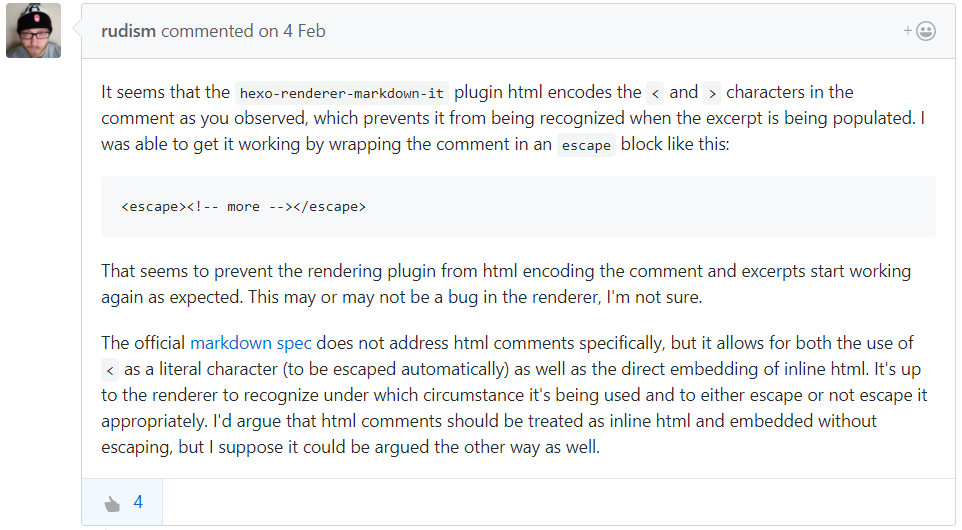 rudism commented on 4 Feb
+
It seems that the hexo-renderer-markdown-it plugin html encodes the < and > characters in the
comment as you observed, which prevents it from being recognized when the excerpt is being populated. I
was able to get it working by wrapping the comment in an escape block like this:
<escape><!-- more --></escape>
That seems to prevent the rendering plugin from html encoding the comment and excerpts start working
again as expected. This may or may not be a bug in the renderer, I'm not sure.
The official markdown spec does not address html comments specifically, but it allows for both the use of
< as a literal character (to be escaped automatically) as well as the direct embedding of inline html. It's up
to the renderer to recognize under which circumstance it's being used and to either escape or not escape it
appropriately. I'd argue that html comments should be treated as inline html and embedded without
escaping, but I suppose it could be argued the other way as well.
4